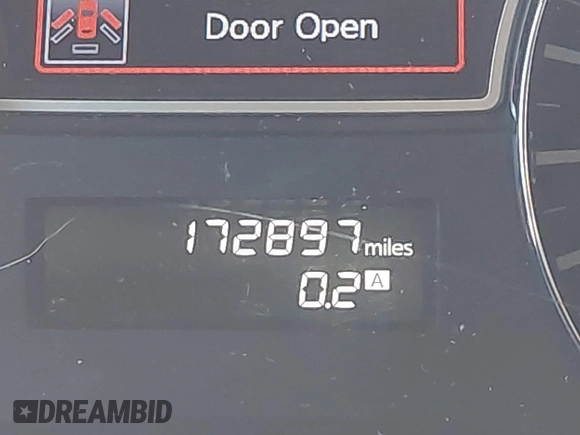 Door Open
172897 miles
0.2 A
DREAMBID